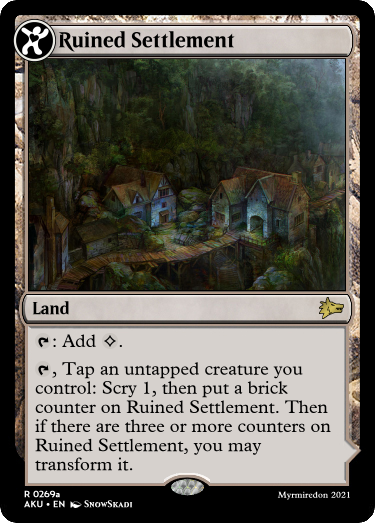 Ruined Settlement
Land
: Add .
, Tap an untapped creature you
control: Scry 1, then put a brick
counter on Ruined Settlement. Then
if there are three or more counters on
Ruined Settlement, you may
transform it.
R 0269a
AKU • EN SnowSkadi
Myrmiredon 2021